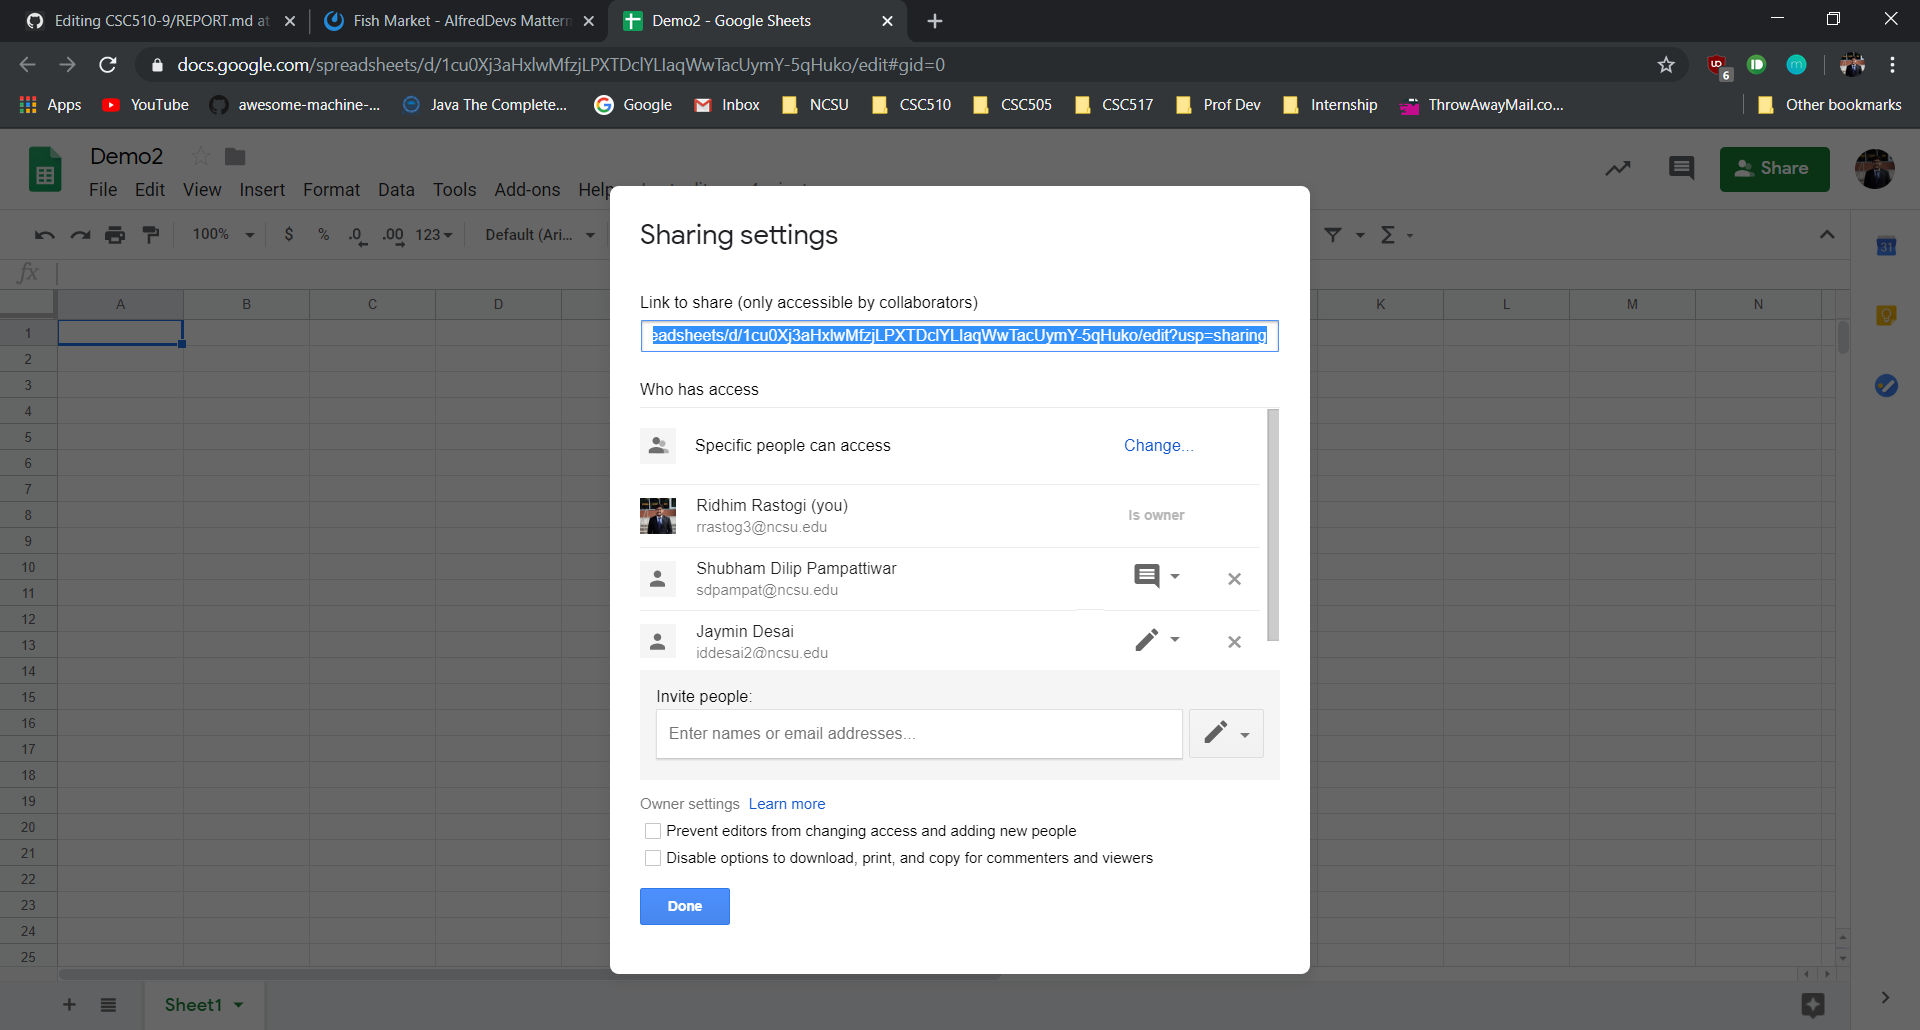 Editing CSC510-9/REPORT.md at
Fish Market - AlfredDevs Matterm
Demo2 - Google Sheets
docs.google.com/spreadsheets/d/1cu0Xj3aHxlwMfzjLPXTDclYLIaqWwTacUymY-5qHuko/edit#gid=0
6
Apps YouTube awesome-machine-... Java The Complete... Google Inbox NCSU CSC510 CSC505 CSC517 Prof Dev Internship ThrowAwayMail.co... Other bookmarks
Demo2
File Edit View Insert Format Data Tools Add-ons Help
Share
100% $ % .0 .00 123 Default (Ari...
31
fx
A B C D K L M N
1
2
3
4
5
6
7
8
9
10
11
12
13
14
15
16
17
18
19
20
21
22
23
24
25
Sheet1
Sharing settings
Link to share (only accessible by collaborators)
eadsheets/d/1cu0Xj3aHxlwMfzjLPXTDclYLIaqWwTacUymY-5qHuko/edit?usp=sharing
Who has access
Specific people can access Change...
Ridhim Rastogi (you)
rrastog3@ncsu.edu
Is owner
Shubham Dilip Pampattiwar
sdpampat@ncsu.edu
Jaymin Desai
Invite people:
Enter names or email addresses...
Owner settings Learn more
Prevent editors from changing access and adding new people
Disable options to download, print, and copy for commenters and viewers
Done